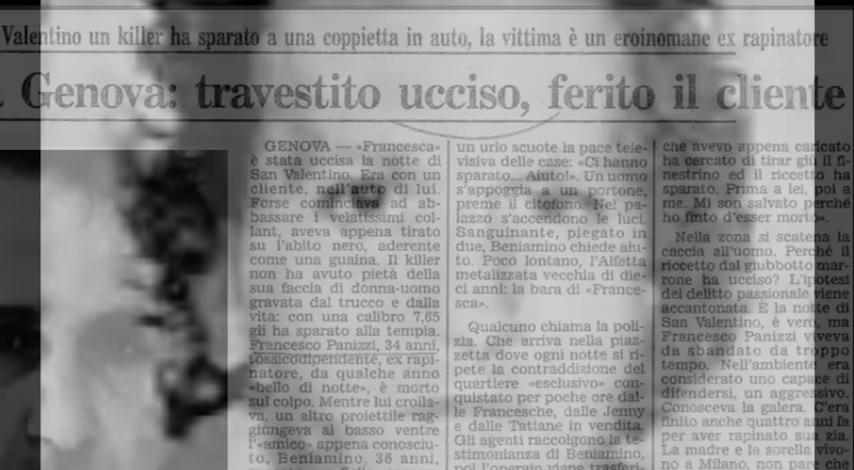 Valentino un killer ha sparato a una coppietta in auto, la vittima è un eroinomane ex rapinatore
Genova: travestito ucciso, ferito il cliente
GENOVA — «Francesca»
è stata uccisa la notte di
San Valentino. Era con un
cliente, nell'auto di lui.
Forse cominciava ad ab-
bassare i velatissimi col-
lant, aveva appena tirato
su l'abito nero, aderente
come una guaina. Il killer
non ha avuto pietà della
sua faccia di donna-uomo
gravata dal trucco e dalla
vita: con una calibro 7,65
gli ha sparato alla tempia.
Francesco Panizzi, 34 anni,
tossicodipendente, ex rapi-
natore, da qualche anno
«bello di notte», è morto
sul colpo. Mentre lui crolla-
va, un altro proiettile rag-
giungeva al basso ventre
l'«amico» appena conosciu-
to, Beniamino, 36 anni,
un urlo scuote la pace tele-
visiva delle case: «Ci hanno
sparato... Aiuto!». Un uomo
s'appoggia a un portone,
preme il citofono. Nel pa-
lazzo s'accendono le luci.
Sanguinante, piegato in
due, Beniamino chiede aiu-
to. Poco lontano, l'Alfetta
metalizzata vecchia di die-
ci anni: la bara di «France-
sca».
Qualcuno chiama la poli-
zia. Che arriva nella piaz-
zetta dove ogni notte si ri-
pete la contraddizione del
quartiere «esclusivo» con-
quistato per poche ore dal-
le Francesche, dalle Jenny
e dalle Tatiane in vendita.
Gli agenti raccolgono la te-
stimonianza di Beniamino,
poi l'operaio viene trasferi-
che avevo appena caricato
ha cercato di tirar giù il fi-
nestrino ed il riccetto ha
sparato. Prima a lei, poi a
me. Mi son salvato perché
ho finto d'esser morto».
Nella zona si scatena la
caccia all'uomo. Perché il
riccetto dal giubbotto mar-
rone ha ucciso? L'ipotesi
del delitto passionale viene
accantonata. È la notte di
San Valentino, è vero, ma
Francesco Panizzi viveva
da sbandato da troppo
tempo. Nell'ambiente era
considerato uno capace di
difendersi, un aggressivo.
Conosceva la galera. C'era
finito anche quattro anni fa
per aver rapinato sua zia.
La madre e la sorella vivo-
no a Milano, ma pare che